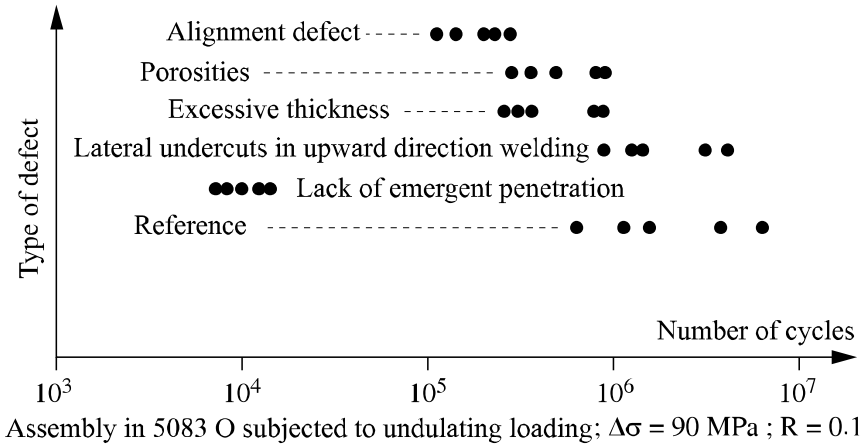 Alignment defect
Porosities
Excessive thickness
Lateral undercuts in upward direction welding
Lack of emergent penetration
Reference
Type of defect
Number of cycles
10³ 10⁴ 10⁵ 10⁶ 10⁷
Assembly in 5083 O subjected to undulating loading; Δσ = 90 MPa ; R = 0.1